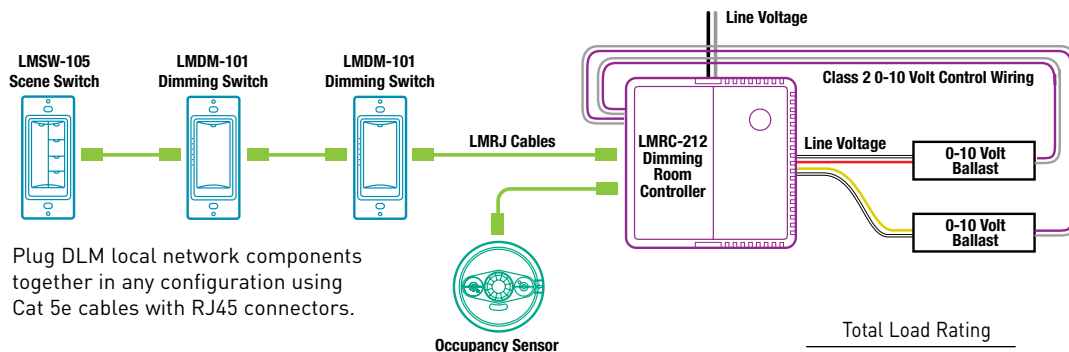 Line Voltage
LMSW-105
Scene Switch
LMDM-101
Dimming Switch
LMDM-101
Dimming Switch
Class 2 0-10 Volt Control Wiring
LMRJ Cables
LMRC-212
Dimming
Room
Controller
Line Voltage
0-10 Volt
Ballast
0-10 Volt
Ballast
Plug DLM local network components
together in any configuration using
Cat 5e cables with RJ45 connectors.
Occupancy Sensor
Total Load Rating